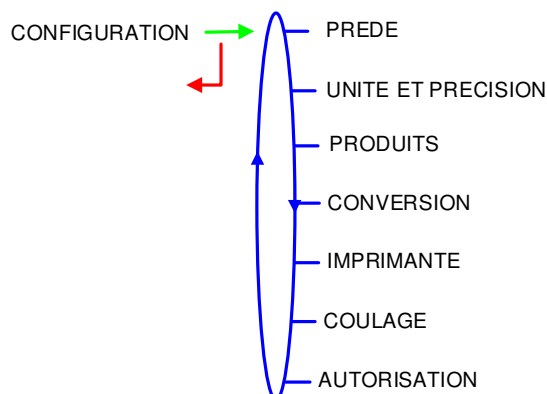 CONFIGURATION
PREDE
UNITE ET PRECISION
PRODUITS
CONVERSION
IMPRIMANTE
COULAGE
AUTORISATION